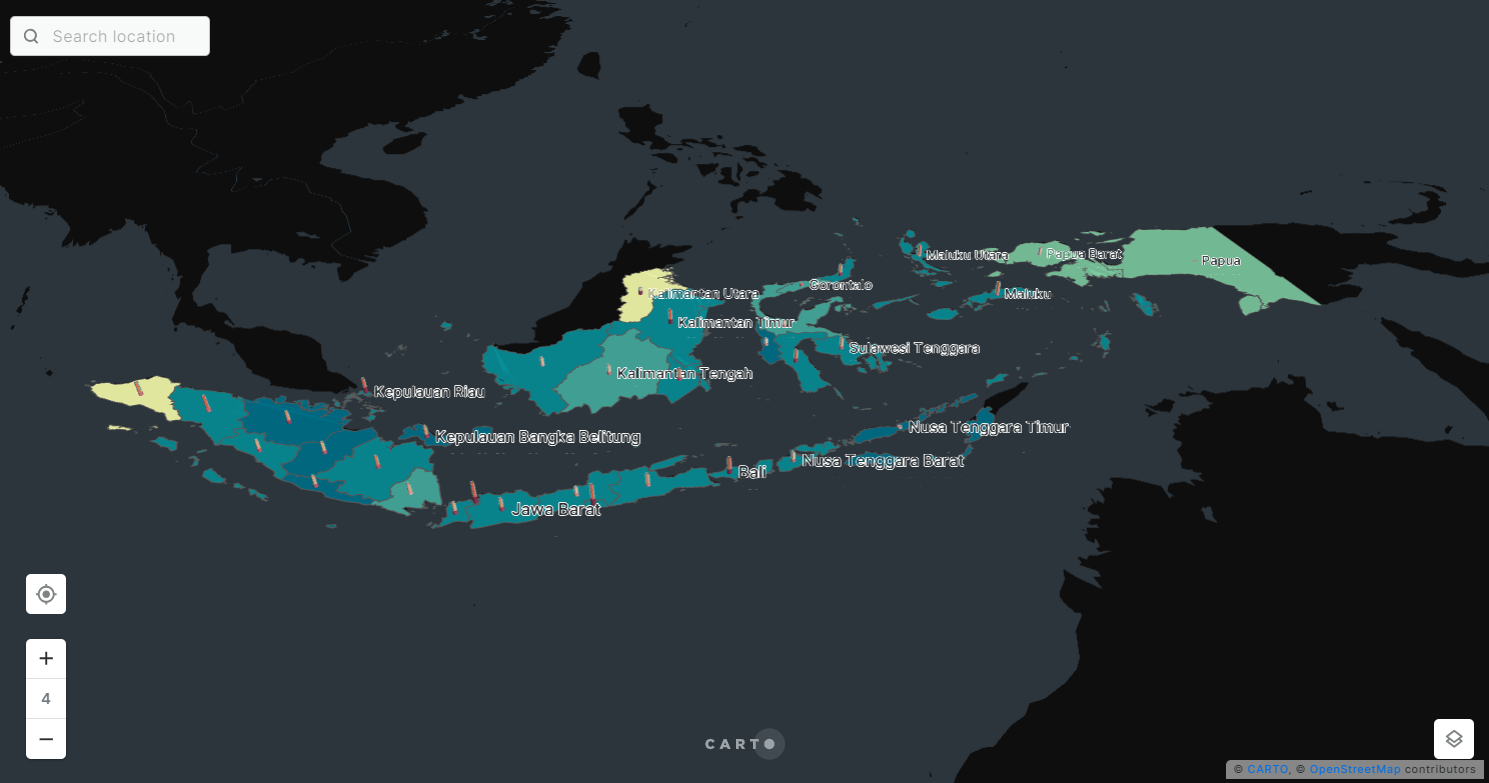 Search location
Maluku Utara
Papua Barat
Papua
Gorontalo
Kalimantan Utara
Maluku
Kalimantan Timur
Sulawesi Tenggara
Kalimantan Tengah
Kepulauan Riau
Nusa Tenggara Timur
Kepulauan Bangka Belitung
Nusa Tenggara Barat
Bali
Jawa Barat
+
4
−
CARTO
© CARTO, © OpenStreetMap contributors